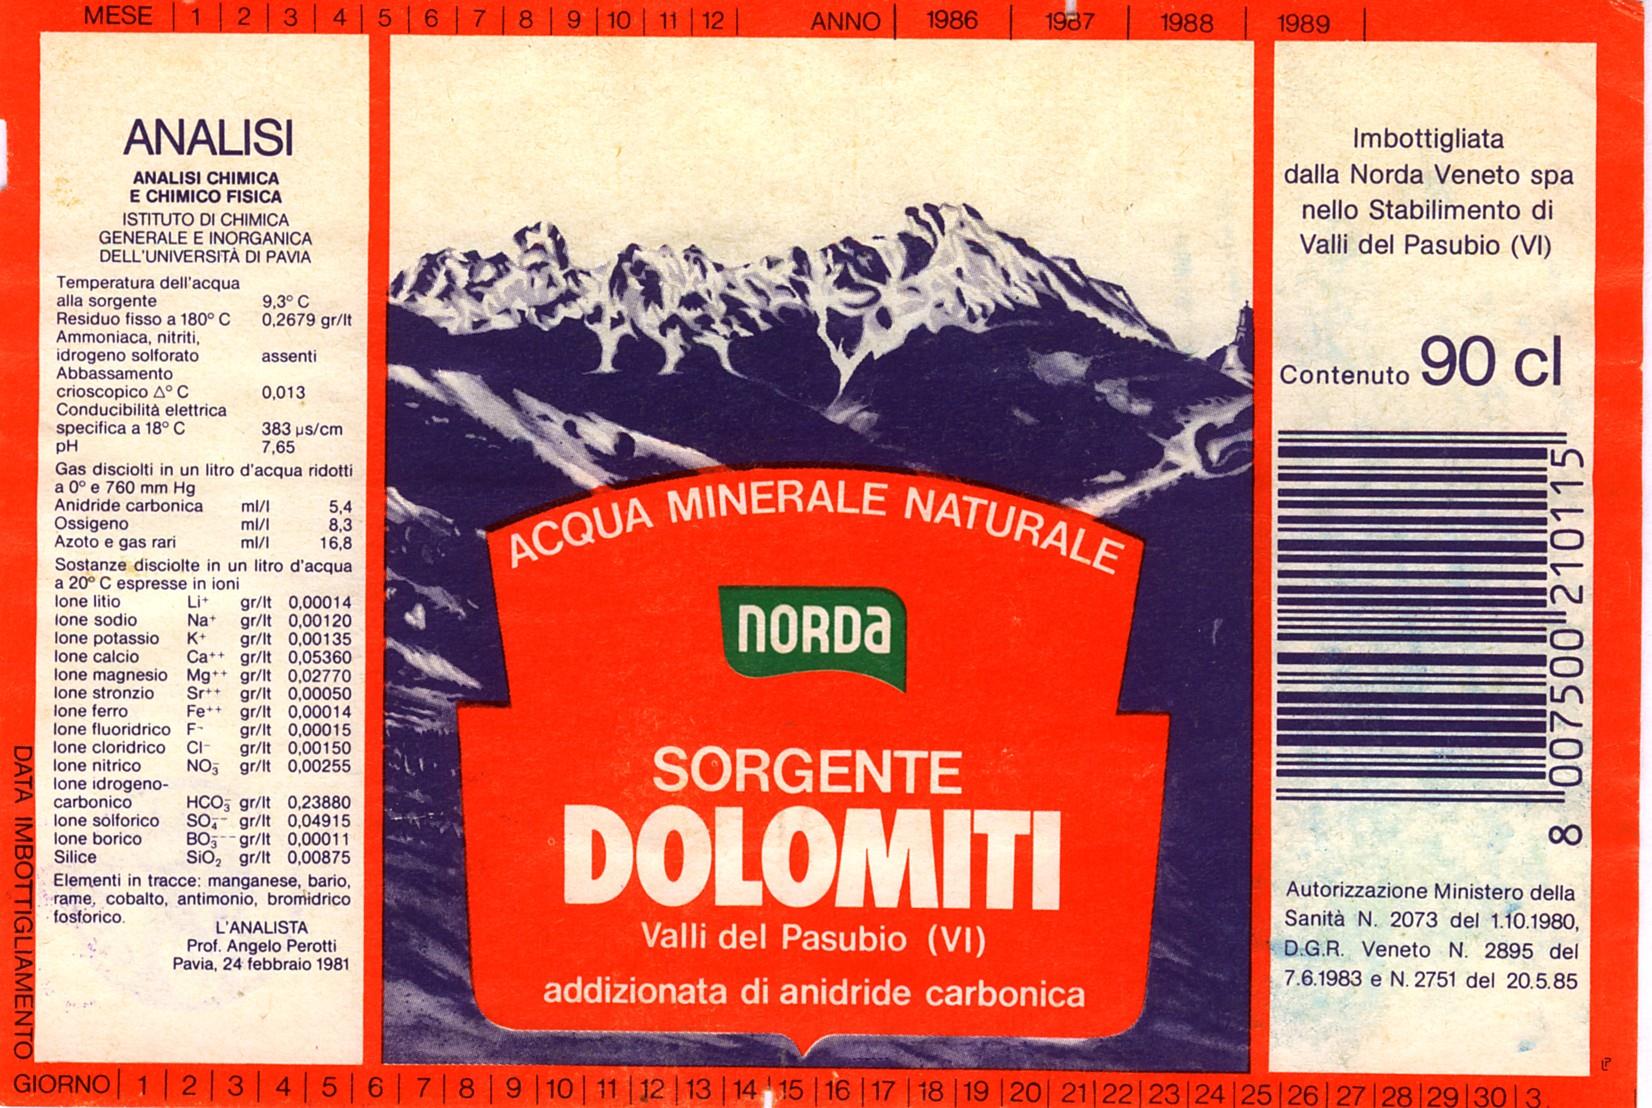 MESE 1 2 3 4 5 6 7 8 9 10 11 12 ANNO 1986 1987 1988 1989
ANALISI
ANALISI CHIMICA
E CHIMICO FISICA
ISTITUTO DI CHIMICA
GENERALE E INORGANICA
DELL'UNIVERSITÀ DI PAVIA
Temperatura dell'acqua
alla sorgente 9,3° C
Residuo fisso a 180° C 0,2679 gr/lt
Ammoniaca, nitriti,
idrogeno solforato assenti
Abbassamento
crioscopico △° C 0,013
Conducibilità elettrica
specifica a 18° C 383 µs/cm
pH 7,65
Gas disciolti in un litro d'acqua ridotti
a 0° e 760 mm Hg
Anidride carbonica ml/l 5,4
Ossigeno ml/l 8,3
Azoto e gas rari ml/l 16,8
Sostanze disciolte in un litro d'acqua
a 20° C espresse in ioni
Ione litio Li⁺ gr/lt 0,00014
Ione sodio Na⁺ gr/lt 0,00120
Ione potassio K⁺ gr/lt 0,00135
Ione calcio Ca⁺⁺ gr/lt 0,05360
Ione magnesio Mg⁺⁺ gr/lt 0,02770
Ione stronzio Sr⁺⁺ gr/lt 0,00050
Ione ferro Fe⁺⁺ gr/lt 0,00014
Ione fluoridrico F⁻ gr/lt 0,00015
Ione cloridrico Cl⁻ gr/lt 0,00150
Ione nitrico NO₃⁻ gr/lt 0,00255
Ione idrogeno-
carbonico HCO₃⁻ gr/lt 0,23880
Ione solforico SO₄⁻⁻ gr/lt 0,04915
Ione borico BO₃⁻⁻⁻ gr/lt 0,00011
Silice SiO₂ gr/lt 0,00875
Elementi in tracce: manganese, bario,
rame, cobalto, antimonio, bromidrico
fosforico.
L'ANALISTA
Prof. Angelo Perotti
Pavia, 24 febbraio 1981
DATA IMBOTTIGLIAMENTO
ACQUA MINERALE NATURALE
NORDA
SORGENTE
DOLOMITI
Valli del Pasubio (VI)
addizionata di anidride carbonica
Imbottigliata
dalla Norda Veneto spa
nello Stabilimento di
Valli del Pasubio (VI)
Contenuto 90 cl
8 007500 210115
Autorizzazione Ministero della
Sanità N. 2073 del 1.10.1980,
D.G.R. Veneto N. 2895 del
7.6.1983 e N. 2751 del 20.5.85
GIORNO 1 2 3 4 5 6 7 8 9 10 11 12 13 14 15 16 17 18 19 20 21 22 23 24 25 26 27 28 29 30 3